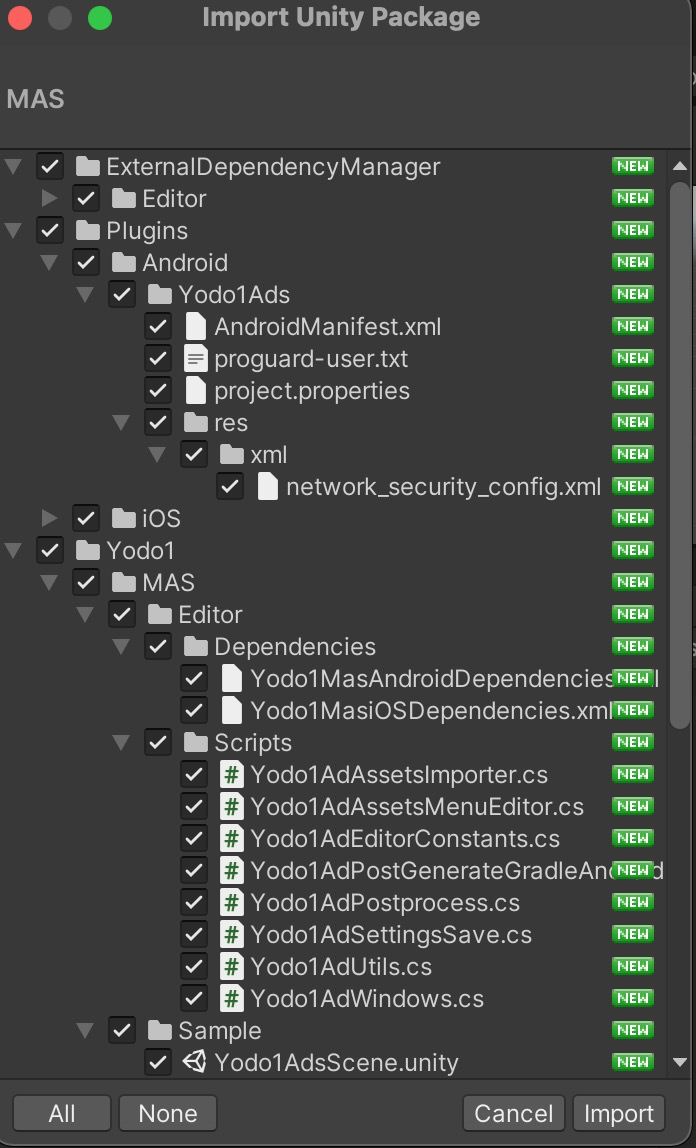 Import Unity Package
MAS
ExternalDependencyManager NEW
Editor NEW
Plugins NEW
Android NEW
Yodo1Ads NEW
AndroidManifest.xml NEW
proguard-user.txt NEW
project.properties NEW
res NEW
xml NEW
network_security_config.xml NEW
iOS NEW
Yodo1 NEW
MAS NEW
Editor NEW
Dependencies NEW
Yodo1MasAndroidDependencies NEW
Yodo1MasiOSDependencies.xml NEW
Scripts NEW
Yodo1AdAssetsImporter.cs NEW
Yodo1AdAssetsMenuEditor.cs NEW
Yodo1AdEditorConstants.cs NEW
Yodo1AdPostGenerateGradleAndroid NEW
Yodo1AdPostprocess.cs NEW
Yodo1AdSettingsSave.cs NEW
Yodo1AdUtils.cs NEW
Yodo1AdWindows.cs NEW
Sample NEW
Yodo1AdsScene.unity NEW
All None Cancel Import